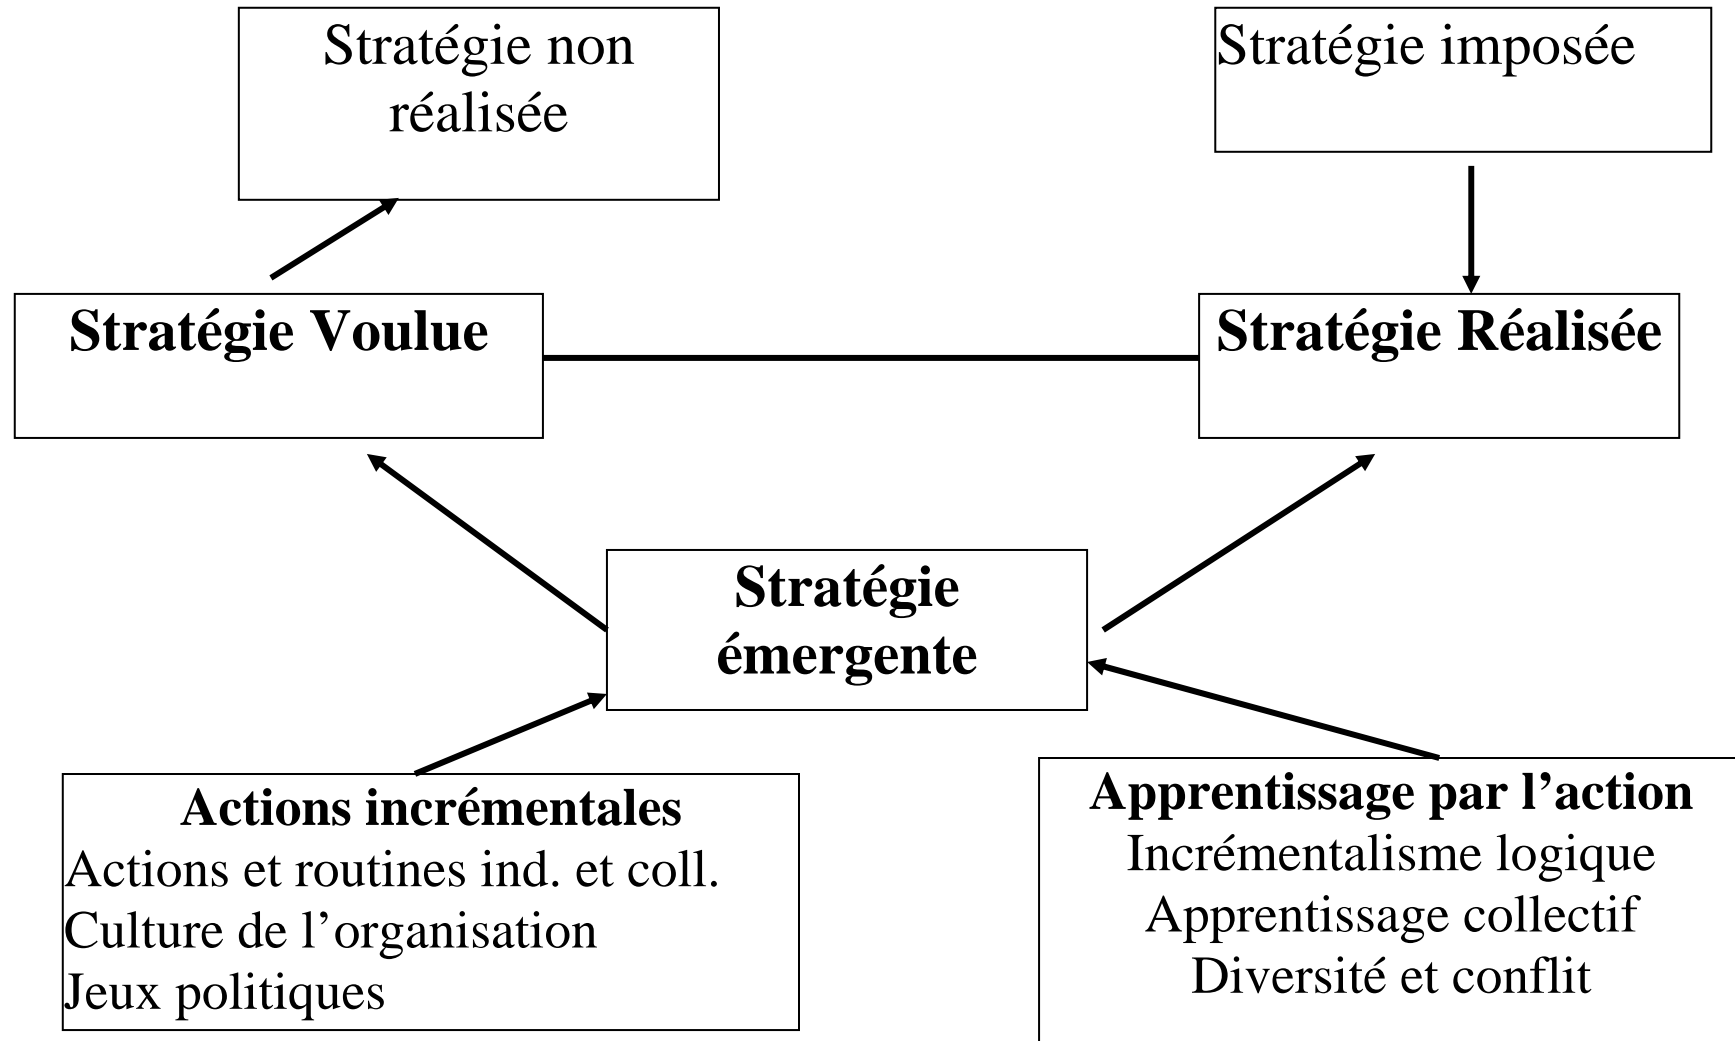 Stratégie non
réalisée
Stratégie imposée
Stratégie Voulue
Stratégie Réalisée
Stratégie
émergente
Actions incrémentales
Actions et routines ind. et coll.
Culture de l’organisation
Jeux politiques
Apprentissage par l’action
Incrémentalisme logique
Apprentissage collectif
Diversité et conflit